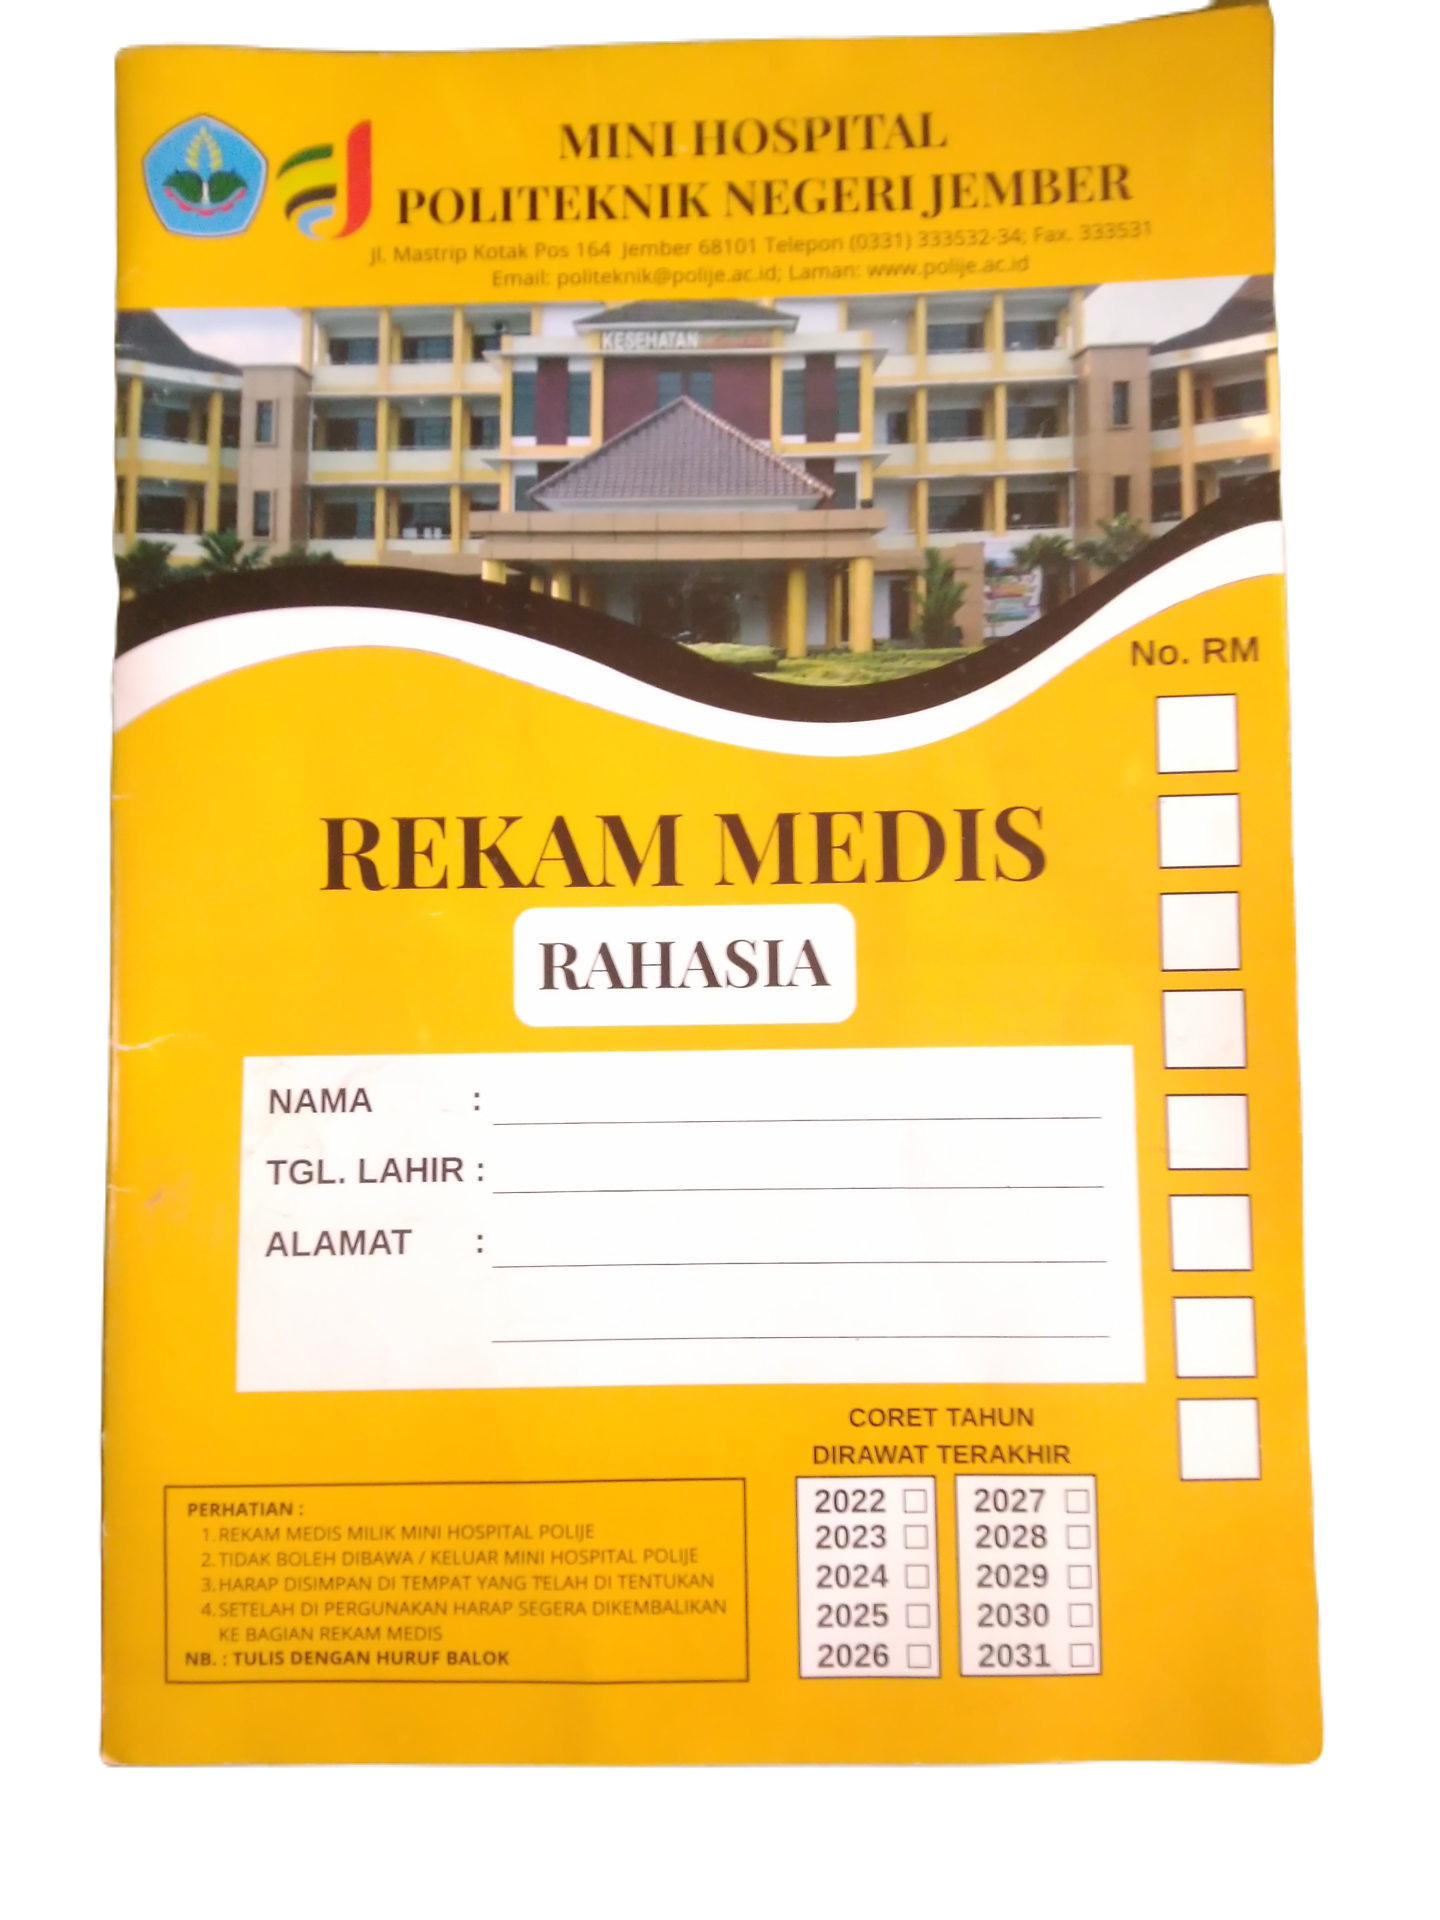 MINI HOSPITAL
POLITEKNIK NEGERI JEMBER
Jl. Mastrip Kotak Pos 164 Jember 68101 Telepon (0331) 333532-34; Fax. 333531
Email: politeknik@polije.ac.id; Laman: www.polije.ac.id
KESEHATAN
No. RM
REKAM MEDIS
RAHASIA
NAMA :
TGL. LAHIR :
ALAMAT :
CORET TAHUN
DIRAWAT TERAKHIR
2022 2027
2023 2028
2024 2029
2025 2030
2026 2031
PERHATIAN :
1. REKAM MEDIS MILIK MINI HOSPITAL POLIJE
2. TIDAK BOLEH DIBAWA / KELUAR MINI HOSPITAL POLIJE
3. HARAP DISIMPAN DI TEMPAT YANG TELAH DI TENTUKAN
4. SETELAH DI PERGUNAKAN HARAP SEGERA DIKEMBALIKAN
KE BAGIAN REKAM MEDIS
NB. : TULIS DENGAN HURUF BALOK